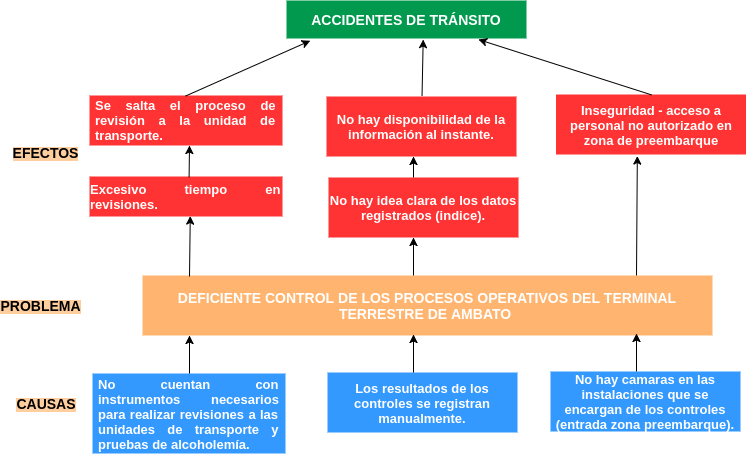 ACCIDENTES DE TRÁNSITO
Se salta el proceso de
revisión a la unidad de
transporte.
No hay disponibilidad de la
información al instante.
Inseguridad - acceso a
personal no autorizado en
zona de preembarque
EFECTOS
Excesivo tiempo en
revisiones.
No hay idea clara de los datos
registrados (indice).
PROBLEMA
DEFICIENTE CONTROL DE LOS PROCESOS OPERATIVOS DEL TERMINAL
TERRESTRE DE AMBATO
CAUSAS
No cuentan con
instrumentos necesarios
para realizar revisiones a las
unidades de transporte y
pruebas de alcoholemía.
Los resultados de los
controles se registran
manualmente.
No hay camaras en las
instalaciones que se
encargan de los controles
(entrada zona preembarque).